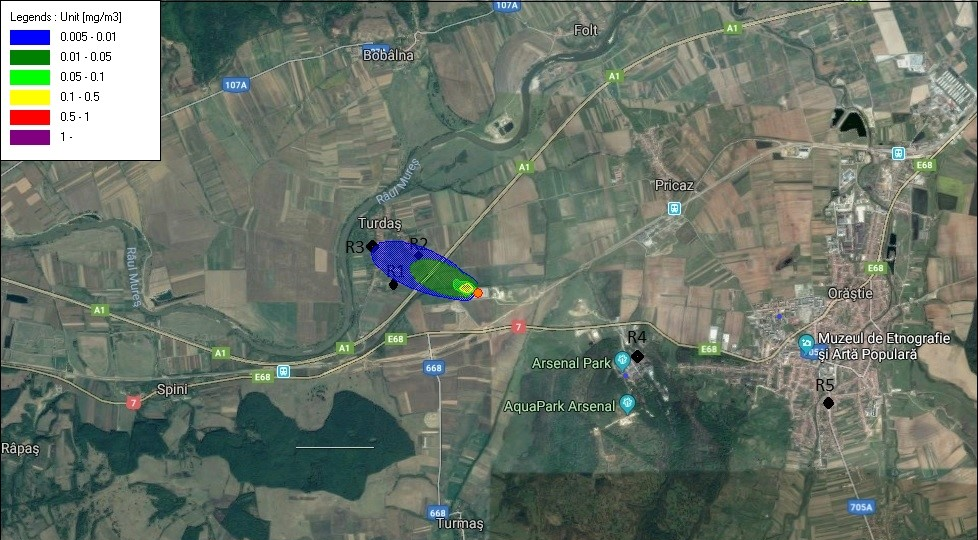 Legends : Unit [mg/m3]
0.005 - 0.01
0.01 - 0.05
0.05 - 0.1
0.1 - 0.5
0.5 - 1
1 -
107A
Folt
A1
Bobâlna
107A
A1
Râul Mureș
A1
E68
Pricaz
Turdaș
R3
R2
R1
Râul Mureș
E68
Orăștie
A1
A1
A1
E68
7
R4
E68
Muzeul de Etnografie
și Artă Populară
Arsenal Park
668
E68
Spini
7
R5
AquaPark Arsenal
Râpaș
668
Turmaș
705A